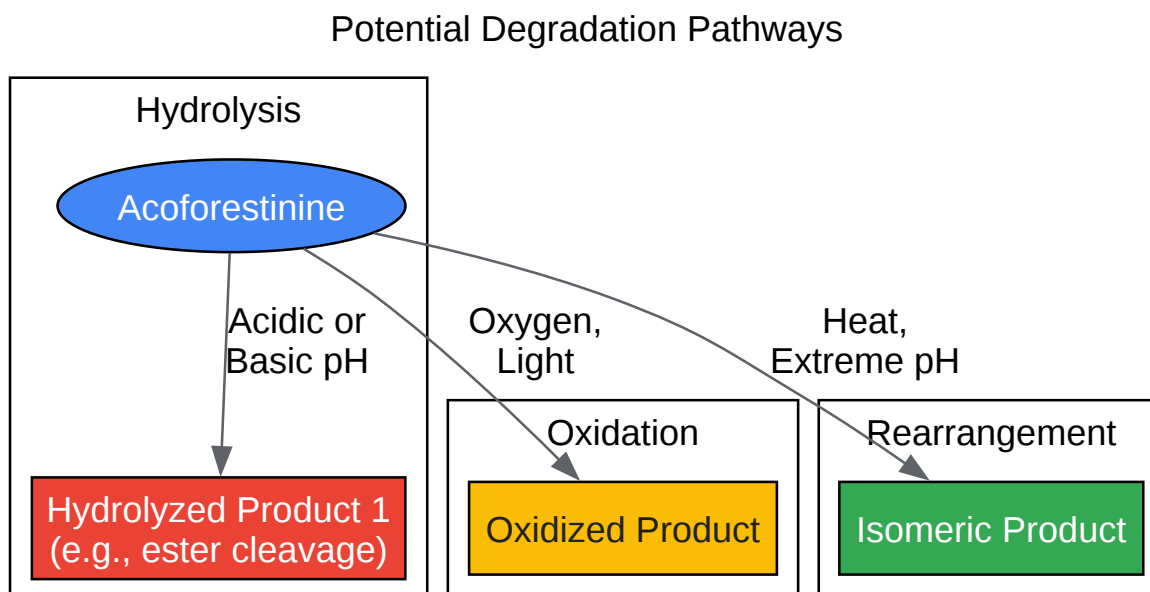 Potential Degradation Pathways
Hydrolysis
Acoforestinine
Acidic or
Basic pH
Oxygen,
Light
Heat,
Extreme pH
Oxidation
Rearrangement
Hydrolyzed Product 1
(e.g., ester cleavage)
Oxidized Product
Isomeric Product